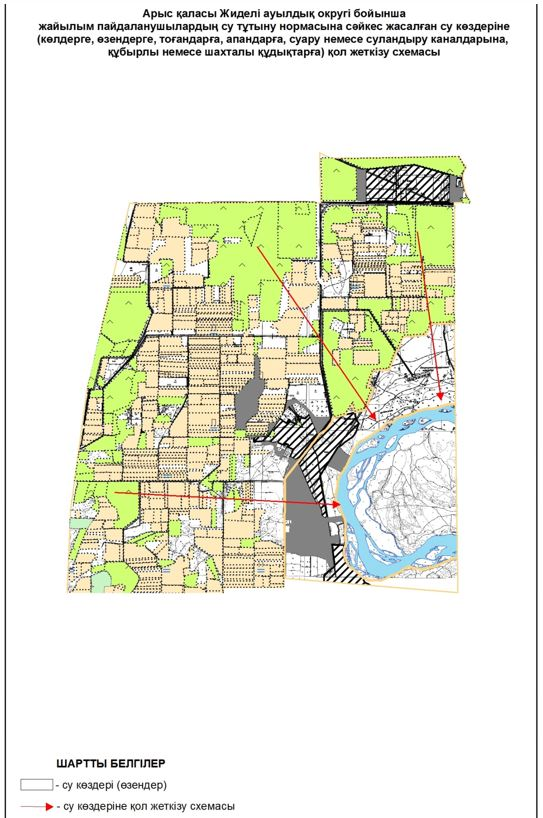 Арыс қаласы Жиделі ауылдық округі бойынша
жайылым пайдаланушылардың су тұтыну нормасына сәйкес жасалған су көздеріне
(көлдерге, өзендерге, тоғандарға, апандарға, суару немесе суландыру каналдарына,
құбырлы немесе шахталы құдықтарға) қол жеткізу схемасы
ШАРТТЫ БЕЛГІЛЕР
- су көздері (өзендер)
- су көздеріне қол жеткізу схемасы